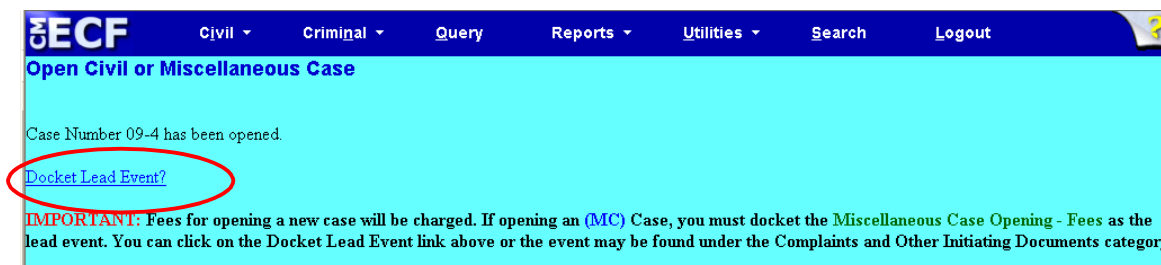 CM ECF Civil Criminal Query Reports Utilities Search Logout ?
Open Civil or Miscellaneous Case
Case Number 09-4 has been opened.
Docket Lead Event?
IMPORTANT: Fees for opening a new case will be charged. If opening an (MC) Case, you must docket the Miscellaneous Case Opening - Fees as the
lead event. You can click on the Docket Lead Event link above or the event may be found under the Complaints and Other Initiating Documents categor